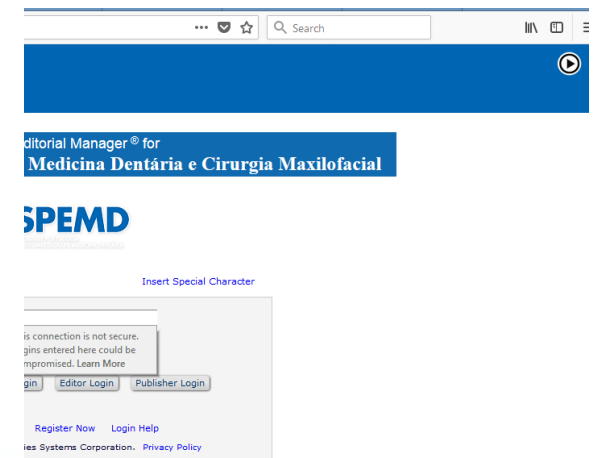 Search
ditorial Manager ® for
Medicina Dentária e Cirurgia Maxilofacial
SPEMD
Insert Special Character
is connection is not secure.
gins entered here could be
mpromised. Learn More
gin Editor Login Publisher Login
Register Now Login Help
ies Systems Corporation. Privacy Policy